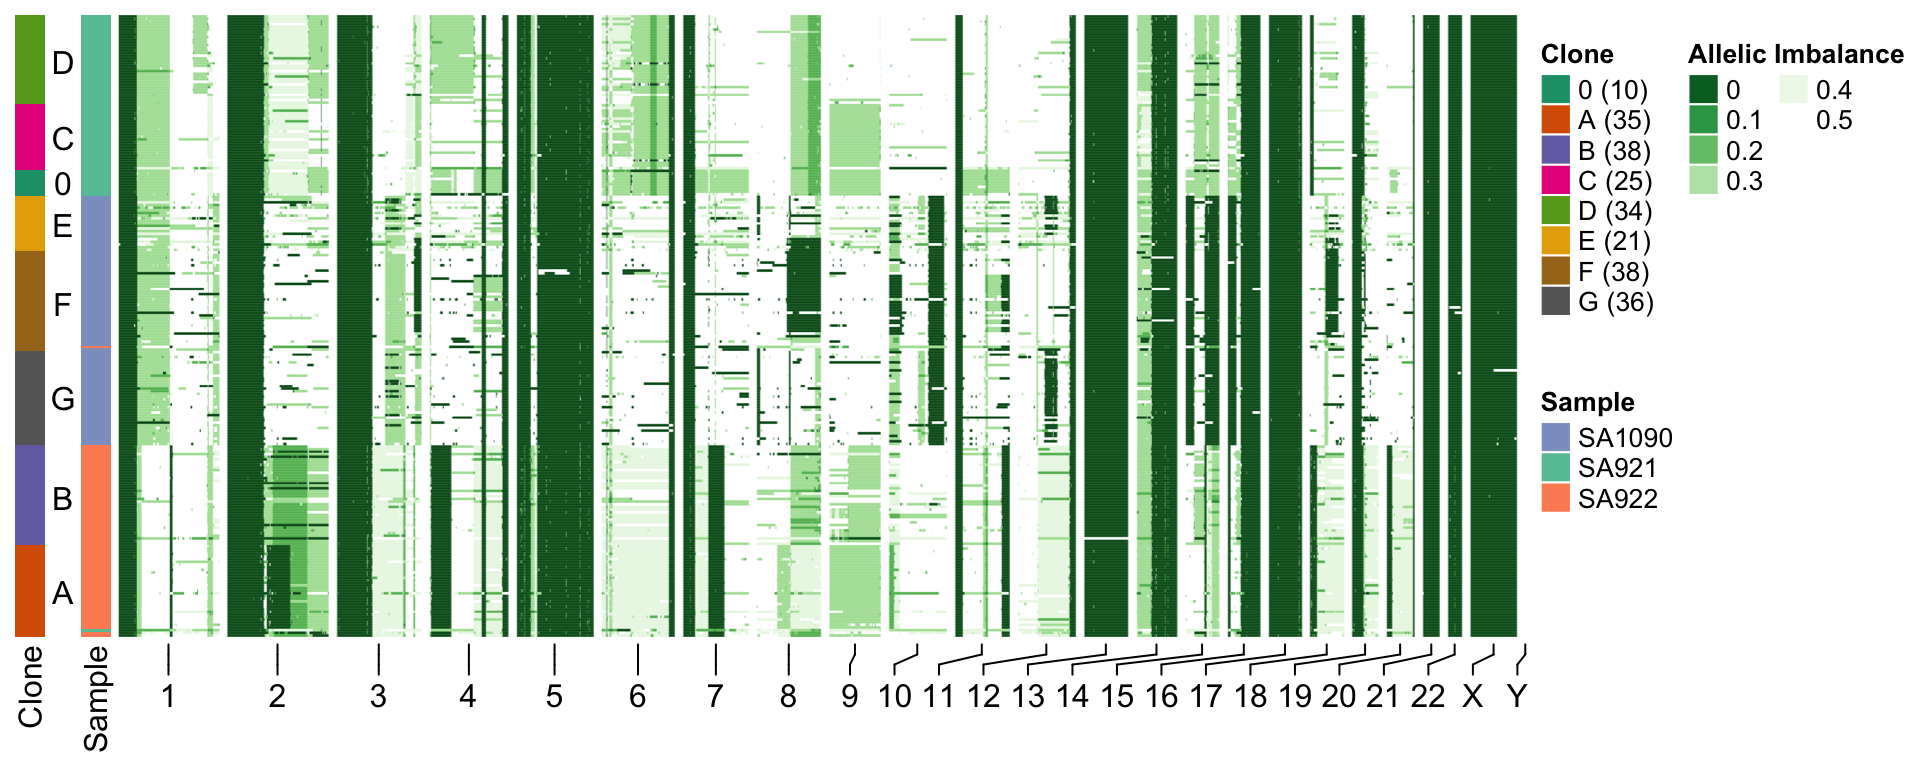 D
C
0
E
F
G
B
A
Clone
Sample
1
2
3
4
5
6
7
8
9
10
11
12
13
14
15
16
17
18
19
20
21
22
X
Y
Clone
0 (10)
A (35)
B (38)
C (25)
D (34)
E (21)
F (38)
G (36)
Allelic Imbalance
0
0.1
0.2
0.3
0.4
0.5
Sample
SA1090
SA921
SA922